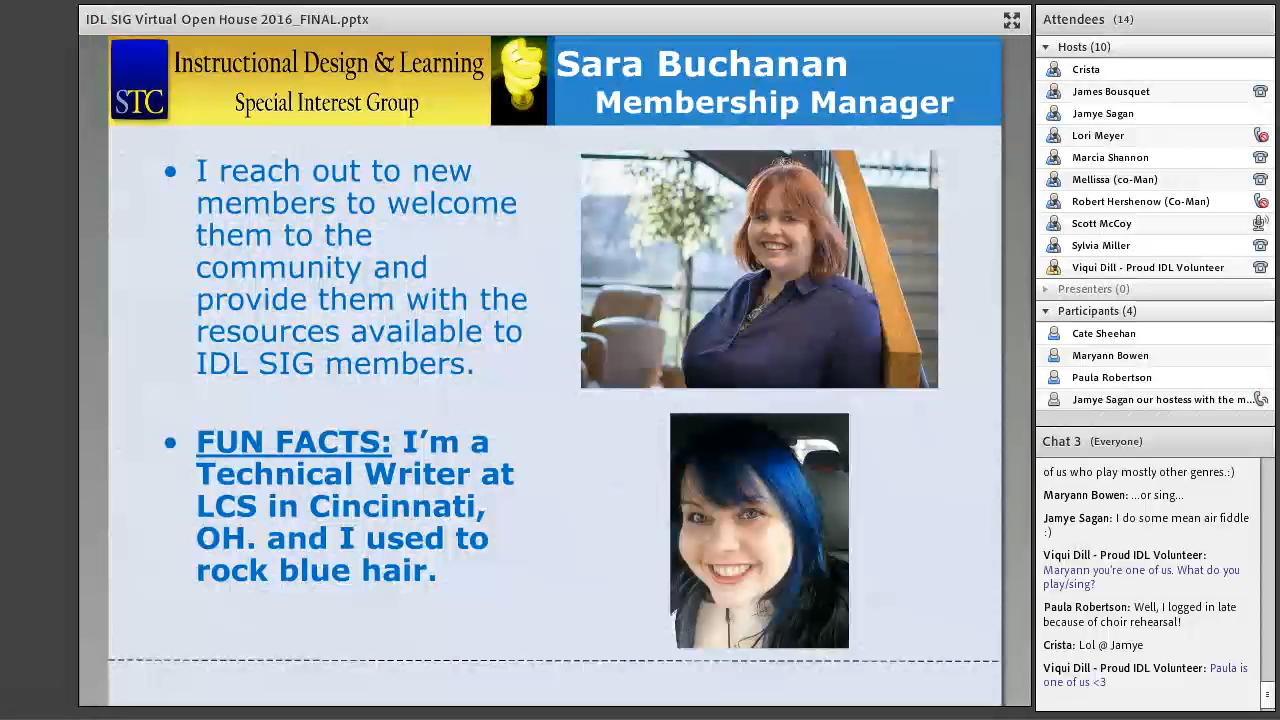 IDL SIG Virtual Open House 2016_FINAL.pptx
STC
Instructional Design & Learning
Special Interest Group
Sara Buchanan
Membership Manager
• I reach out to new
members to welcome
them to the
community and
provide them with the
resources available to
IDL SIG members.
• FUN FACTS: I’m a
Technical Writer at
LCS in Cincinnati,
OH. and I used to
rock blue hair.
Attendees (14)
Hosts (10)
Crista
James Bousquet
Jamye Sagan
Lori Meyer
Marcia Shannon
Mellissa (co-Man)
Robert Hershenow (Co-Man)
Scott McCoy
Sylvia Miller
Viqui Dill - Proud IDL Volunteer
Presenters (0)
Participants (4)
Cate Sheehan
Maryann Bowen
Paula Robertson
Jamye Sagan our hostess with the m...
Chat 3 (Everyone)
of us who play mostly other genres.:)
Maryann Bowen: ...or sing...
Jamye Sagan: I do some mean air fiddle
:)
Viqui Dill - Proud IDL Volunteer:
Maryann you're one of us. What do you
play/sing?
Paula Robertson: Well, I logged in late
because of choir rehearsal!
Crista: Lol @ Jamye
Viqui Dill - Proud IDL Volunteer: Paula is
one of us <3